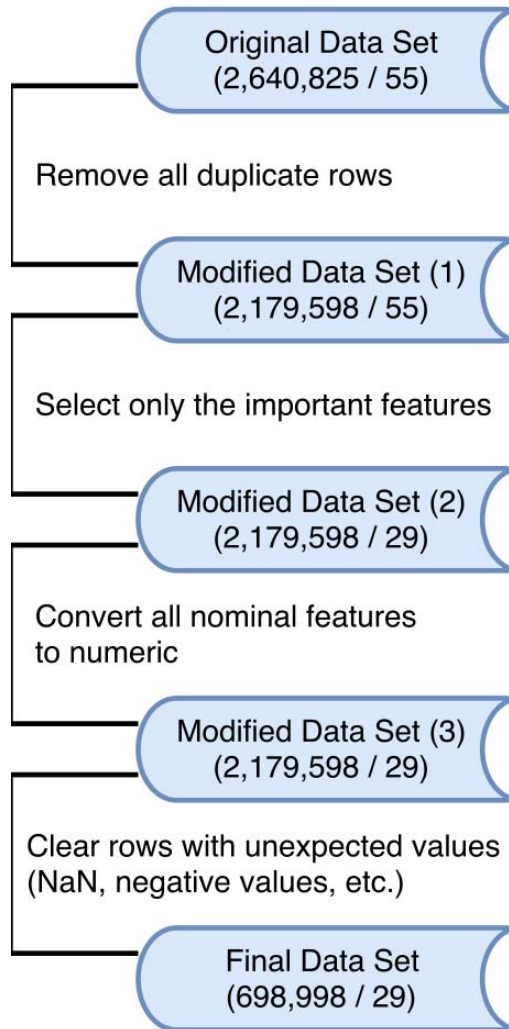 Original Data Set
(2,640,825 / 55)
Remove all duplicate rows
Modified Data Set (1)
(2,179,598 / 55)
Select only the important features
Modified Data Set (2)
(2,179,598 / 29)
Convert all nominal features
to numeric
Modified Data Set (3)
(2,179,598 / 29)
Clear rows with unexpected values
(NaN, negative values, etc.)
Final Data Set
(698,998 / 29)